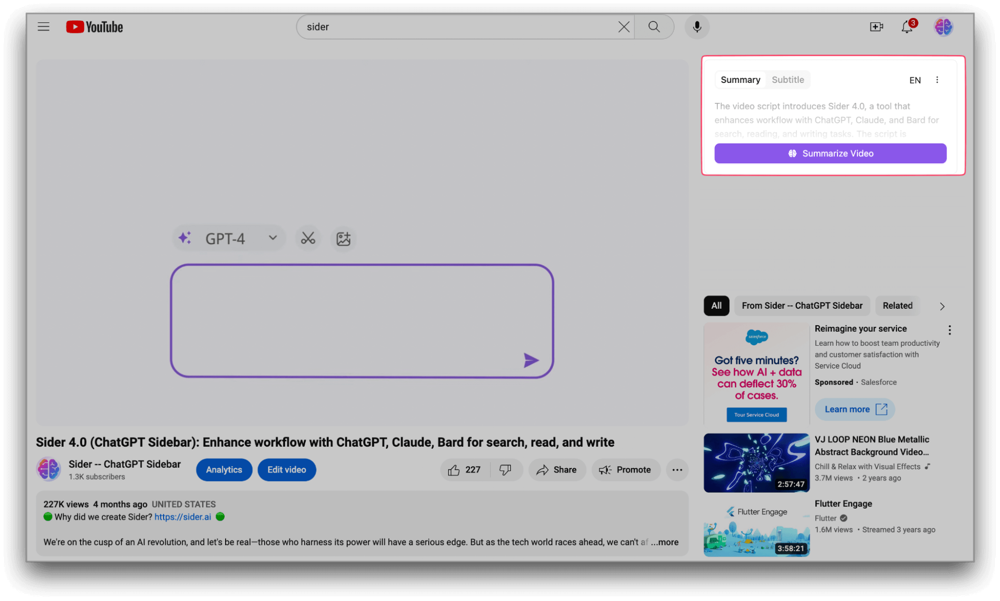 YouTube
sider
3
Summary
Subtitle
EN
The video script introduces Sider 4.0, a tool that
enhances workflow with ChatGPT, Claude, and Bard for
search, reading, and writing tasks. The script is
Summarize Video
GPT-4
All
From Sider -- ChatGPT Sidebar
Related
salesforce
Got five minutes?
See how AI + data
can deflect 30%
of cases.
Tour Service Cloud
Reimagine your service
Learn how to boost team productivity
and customer satisfaction with
Service Cloud
Sponsored · Salesforce
Learn more
Sider 4.0 (ChatGPT Sidebar): Enhance workflow with ChatGPT, Claude, Bard for search, read, and write
Sider -- ChatGPT Sidebar
1.3K subscribers
Analytics
Edit video
227
Share
Promote
227K views 4 months ago UNITED STATES
Why did we create Sider? https://sider.ai
We're on the cusp of an AI revolution, and let's be real—those who harness its power will have a serious edge. But as the tech world races ahead, we can't af ...more
2:57:47
VJ LOOP NEON Blue Metallic
Abstract Background Video...
Chill & Relax with Visual Effects
3.7M views • 2 years ago
Flutter Engage
3:58:21
Flutter Engage
Flutter
1.6M views • Streamed 3 years ago